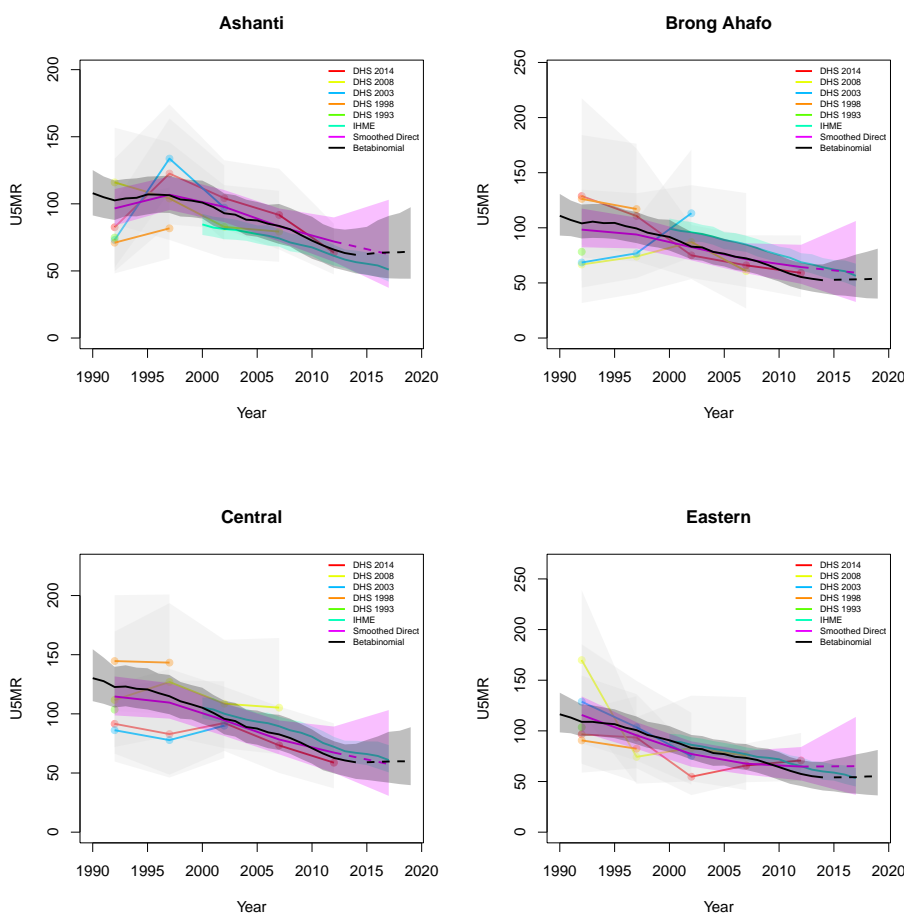 Ashanti
U5MR
200
150
100
50
0
DHS 2014
DHS 2008
DHS 2003
DHS 1998
DHS 1993
IHME
Smoothed Direct
Betabinomial
1990 1995 2000 2005 2010 2015 2020
Year
Brong Ahafo
U5MR
250
200
150
100
50
0
DHS 2014
DHS 2008
DHS 2003
DHS 1998
DHS 1993
IHME
Smoothed Direct
Betabinomial
1990 1995 2000 2005 2010 2015 2020
Year
Central
U5MR
200
150
100
50
0
DHS 2014
DHS 2008
DHS 2003
DHS 1998
DHS 1993
IHME
Smoothed Direct
Betabinomial
1990 1995 2000 2005 2010 2015 2020
Year
Eastern
U5MR
250
200
150
100
50
0
DHS 2014
DHS 2008
DHS 2003
DHS 1998
DHS 1993
IHME
Smoothed Direct
Betabinomial
1990 1995 2000 2005 2010 2015 2020
Year